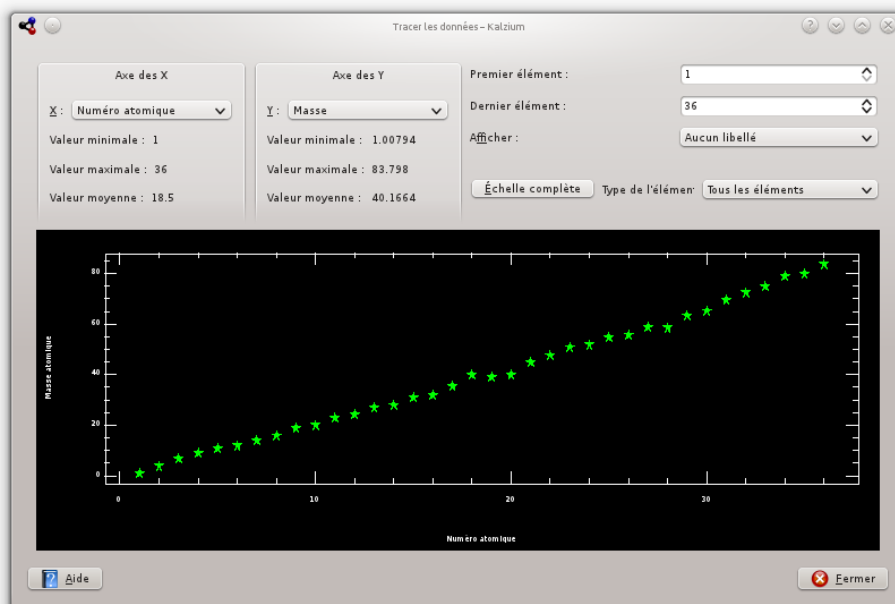 Tracer les données – Kalzium
Axe des X
X : Numéro atomique
Valeur minimale : 1
Valeur maximale : 36
Valeur moyenne : 18.5
Axe des Y
Y : Masse
Valeur minimale : 1.00794
Valeur maximale : 83.798
Valeur moyenne : 40.1664
Premier élément : 1
Dernier élément : 36
Afficher : Aucun libellé
Échelle complète Type de l'élémen Tous les éléments
Masse atomique
80
60
40
20
0
0 10 20 30
Numéro atomique
Aide
Fermer